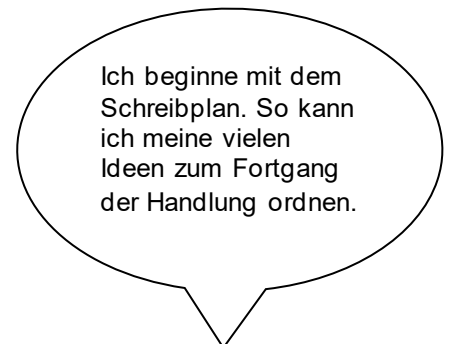 Ich beginne mit dem
Schreibplan. So kann
ich meine vielen
Ideen zum Fortgang
der Handlung ordnen.